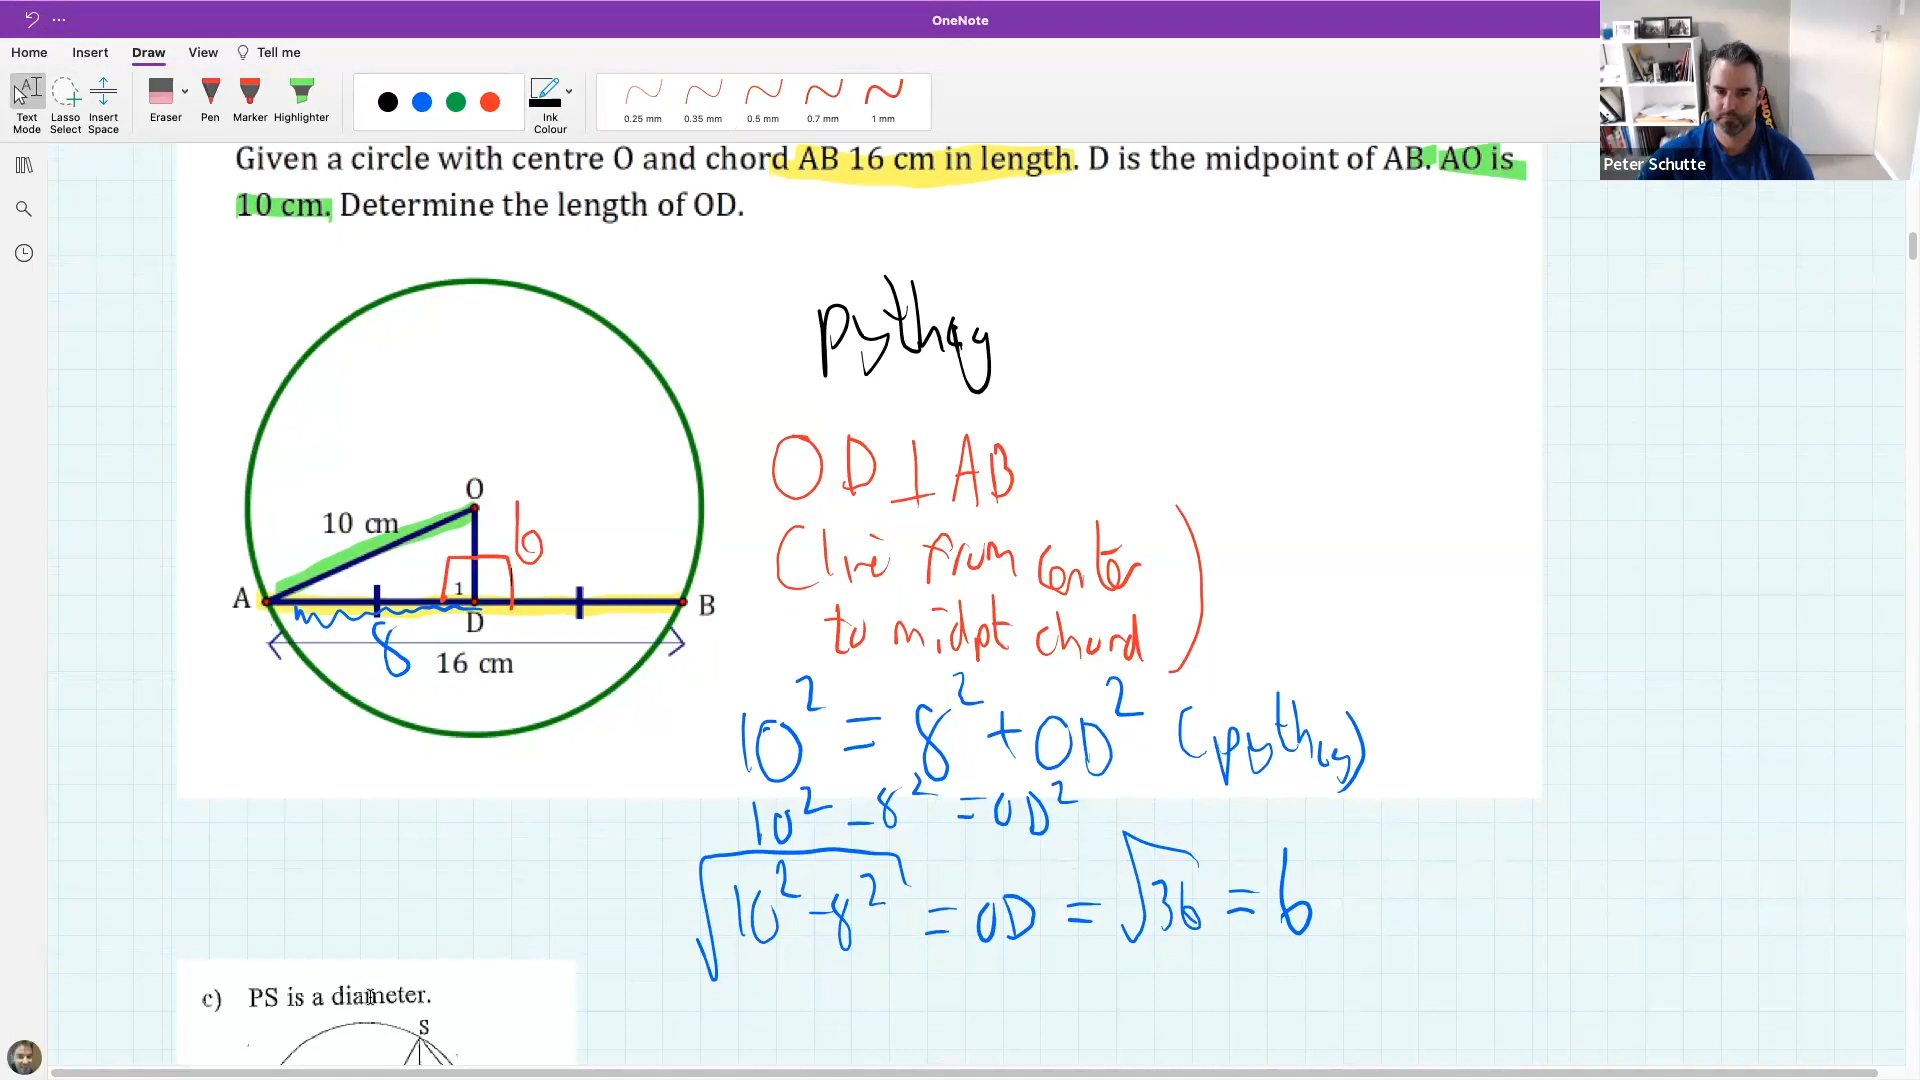 OneNote
Home Insert Draw View Tell me
Text Mode
Lasso Select
Insert Space
Eraser
Pen
Marker
Highlighter
Ink Colour
0.25 mm
0.35 mm
0.5 mm
0.7 mm
1 mm
Peter Schutte
Given a circle with centre O and chord AB 16 cm in length. D is the midpoint of AB. AO is
10 cm. Determine the length of OD.
pythag
O
10 cm
6
A
1
B
D
8
16 cm
OD ⊥ AB
(line from center
to midpt chord)
10² = 8² + OD² (pythag)
10² - 8² = OD²
√10² - 8² = OD = √36 = 6
c) PS is a diameter.
S